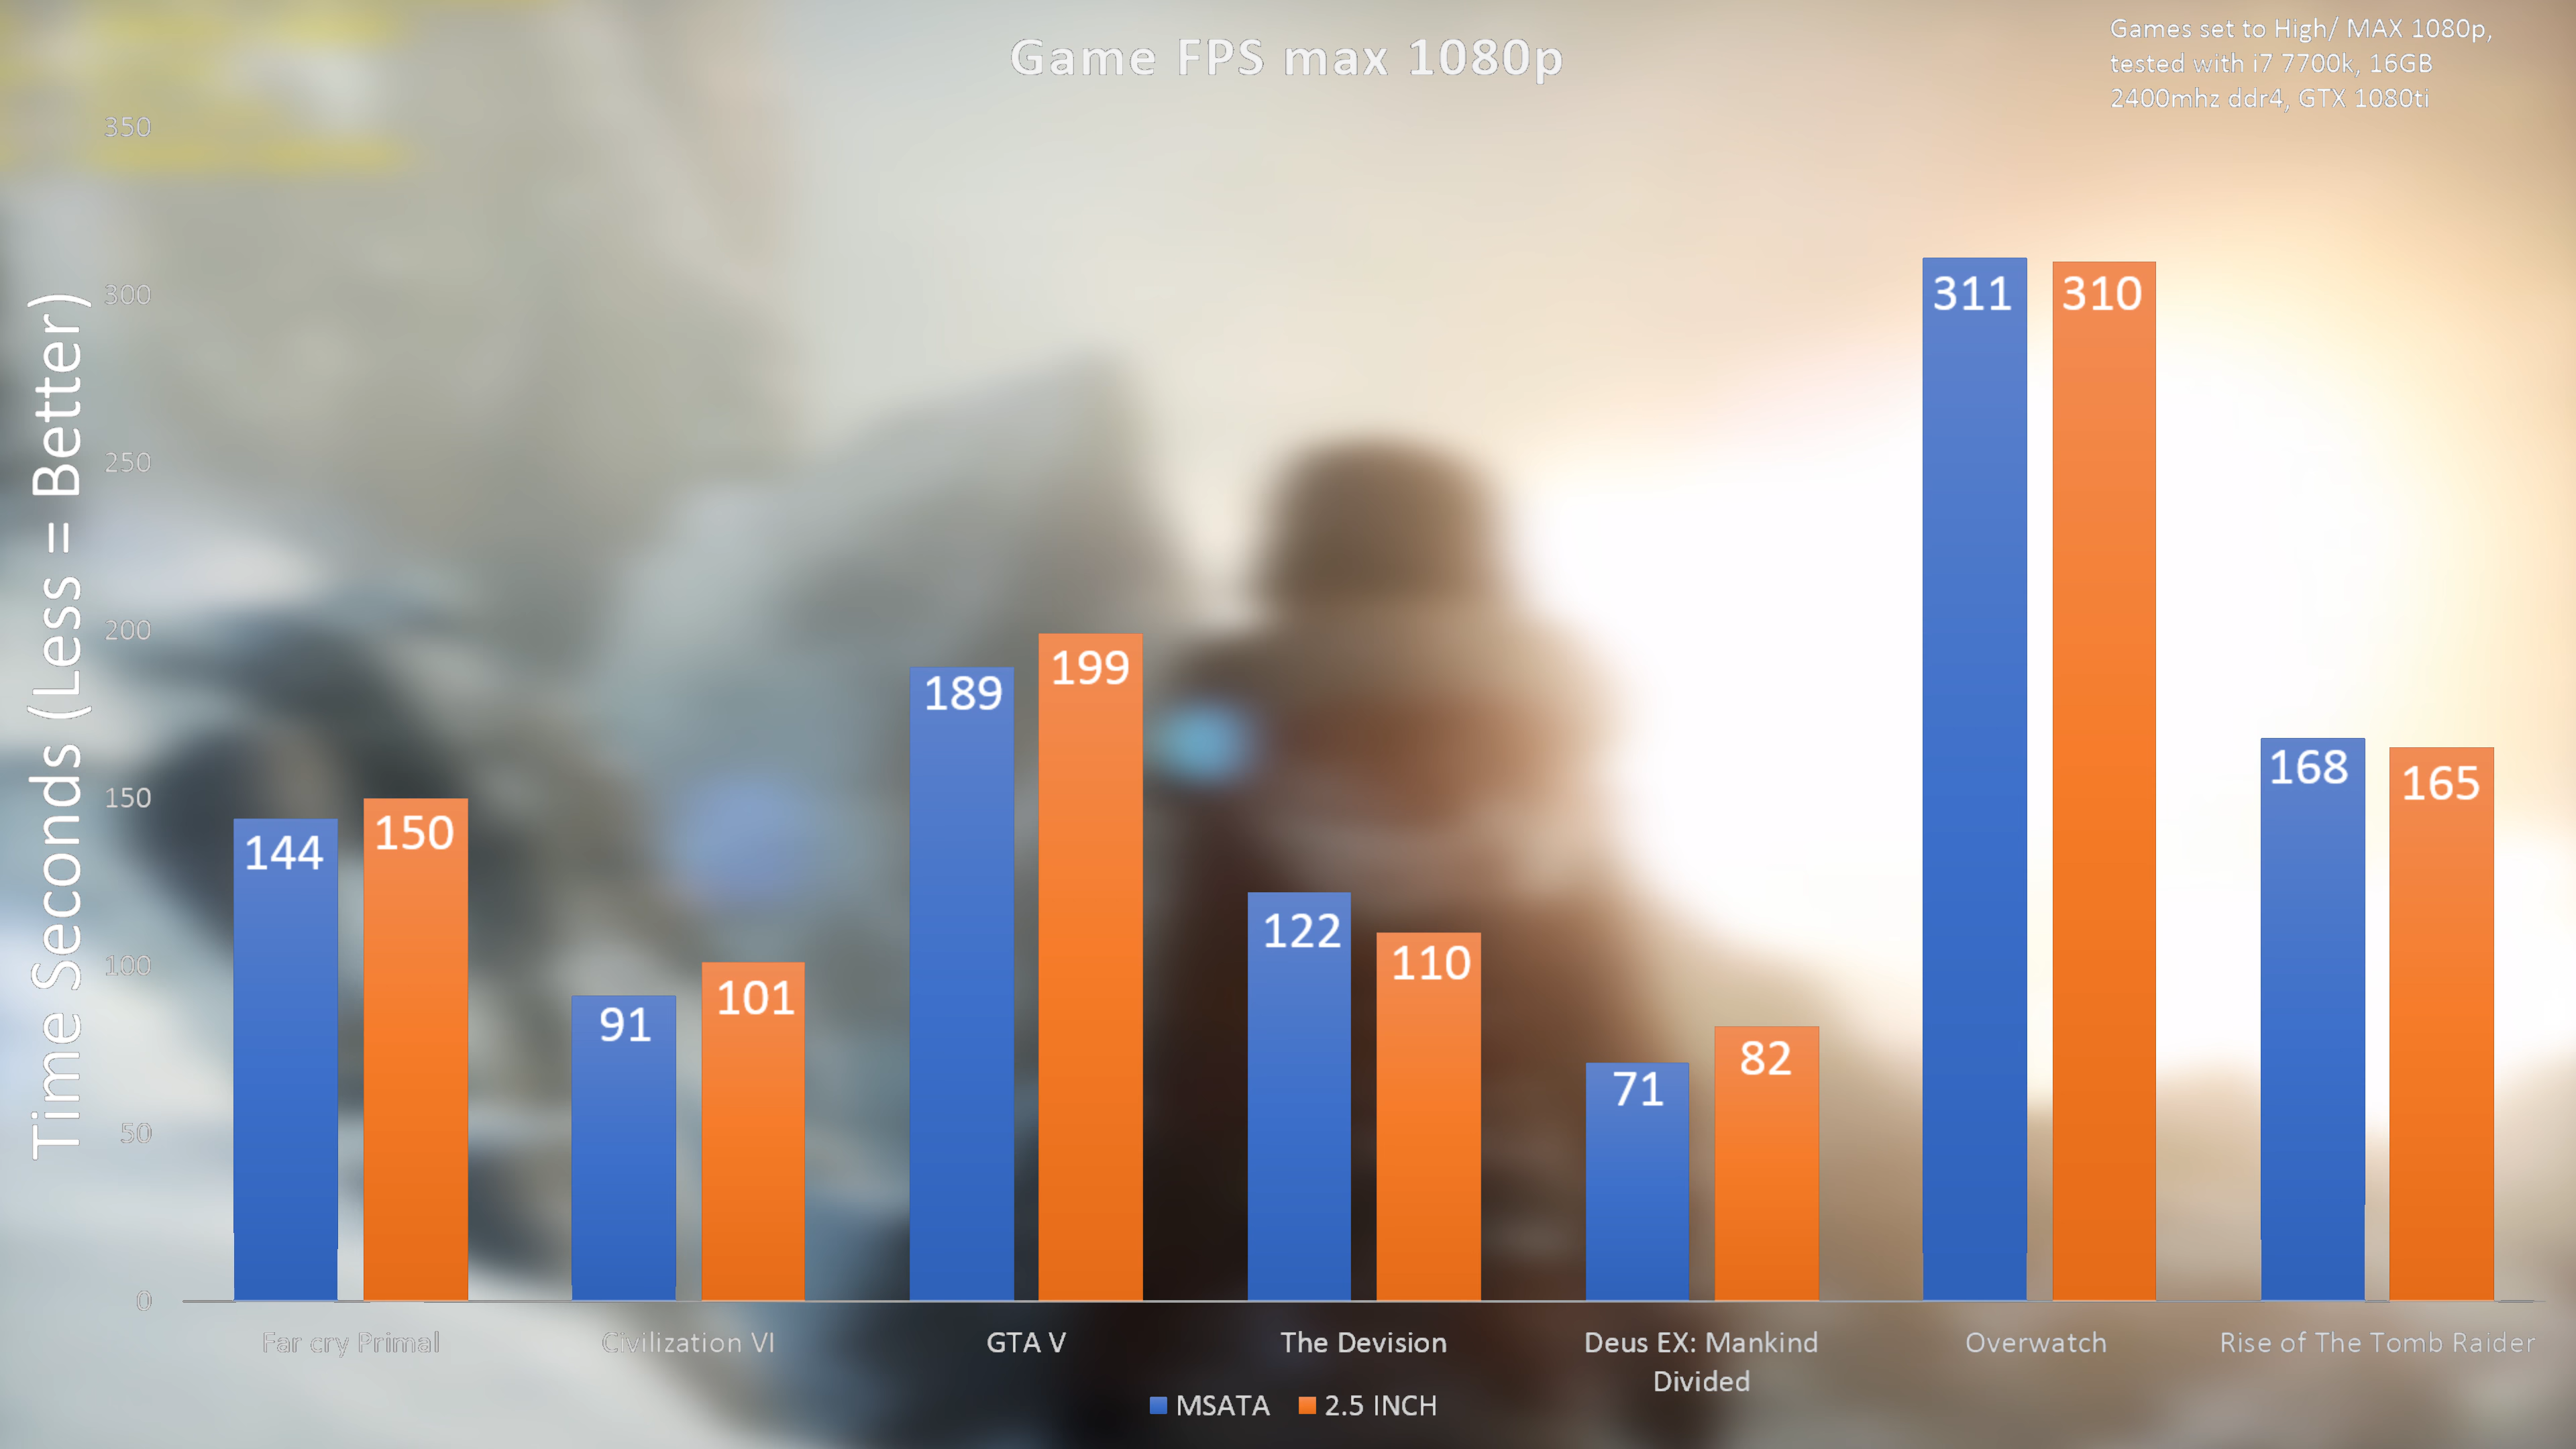 Game FPS max 1080p
Games set to High/ MAX 1080p,
tested with i7 7700k, 16GB
2400mhz ddr4, GTX 1080ti
Time Seconds (Less = Better)
350
300
250
200
150
100
50
0
144
150
91
101
189
199
122
110
71
82
311
310
168
165
Far cry Primal
Civilization VI
GTA V
The Devision
Deus EX: Mankind
Divided
Overwatch
Rise of The Tomb Raider
MSATA
2.5 INCH